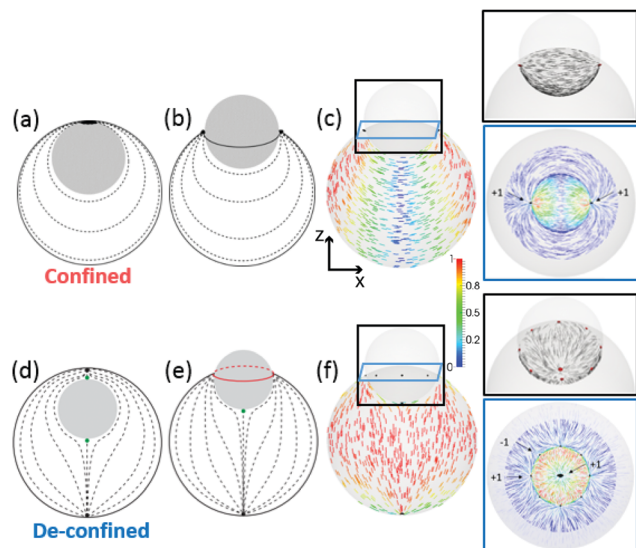 (a)
(b)
(c)
+1
+1
Confined
z
x
1
0.8
0.6
0.4
0.2
0
(d)
(e)
(f)
-1
+1
+1
De-confined